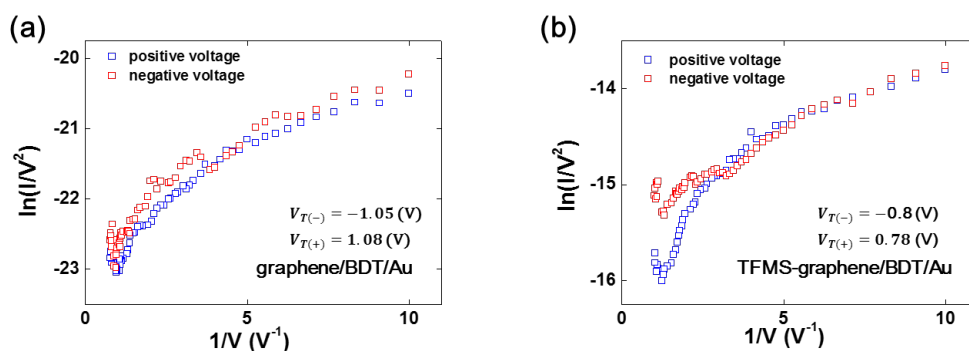 (a)
-20
-21
-22
-23
0
5
10
ln(I/V²)
1/V (V⁻¹)
positive voltage
negative voltage
V_T(−) = −1.05 (V)
V_T(+) = 1.08 (V)
graphene/BDT/Au
(b)
-14
-15
-16
0
5
10
ln(I/V²)
1/V (V⁻¹)
positive voltage
negative voltage
V_T(−) = −0.8 (V)
V_T(+) = 0.78 (V)
TFMS-graphene/BDT/Au